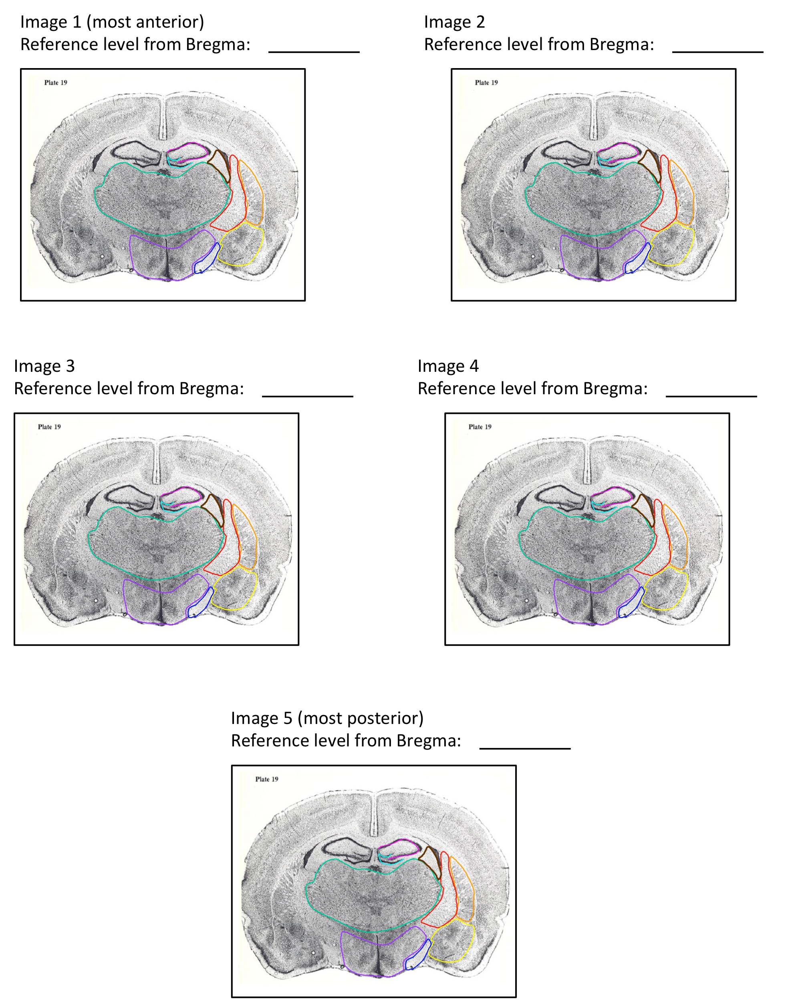 Image 1 (most anterior)
Reference level from Bregma:
Plate 19
Image 2
Reference level from Bregma:
Plate 19
Image 3
Reference level from Bregma:
Plate 19
Image 4
Reference level from Bregma:
Plate 19
Image 5 (most posterior)
Reference level from Bregma:
Plate 19